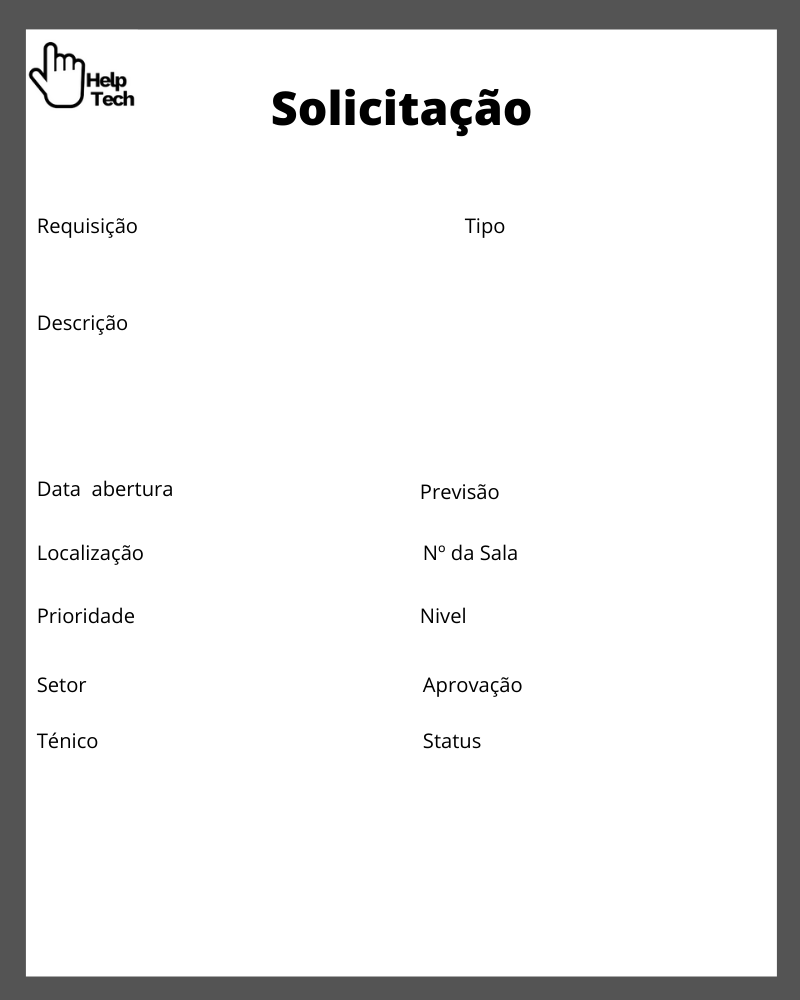 Help
Tech
Solicitação
Requisição Tipo
Descrição
Data abertura Previsão
Localização Nº da Sala
Prioridade Nivel
Setor Aprovação
Ténico Status